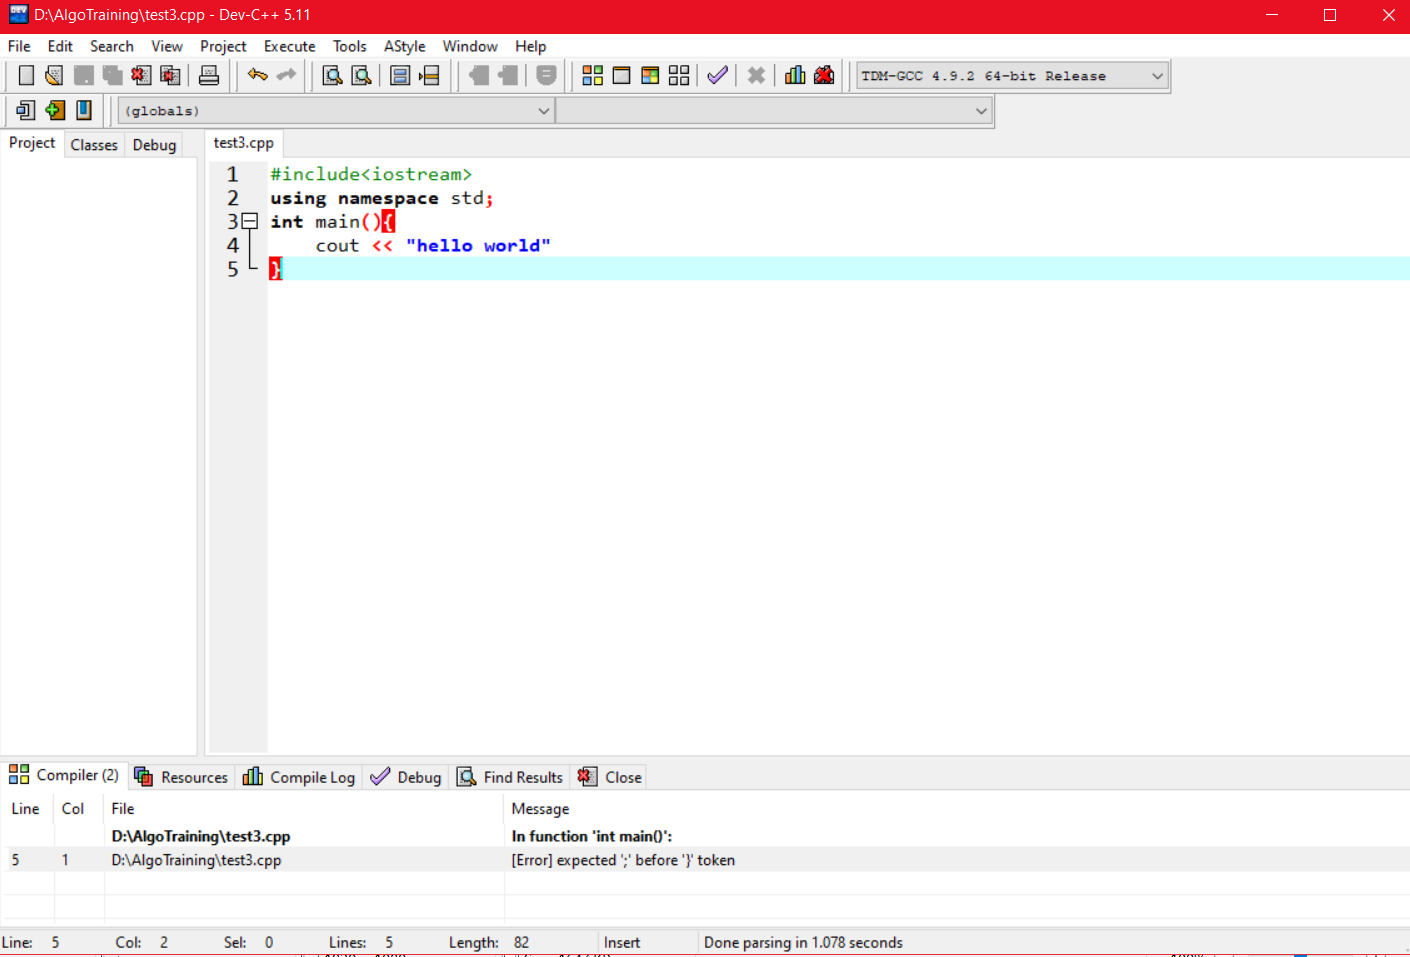 D:\AlgoTraining\test3.cpp - Dev-C++ 5.11
File Edit Search View Project Execute Tools AStyle Window Help
TDM-GCC 4.9.2 64-bit Release
(globals)
Project Classes Debug
test3.cpp
1 #include<iostream>
2 using namespace std;
3 int main(){
4 cout << "hello world"
5 }
Compiler (2) Resources Compile Log Debug Find Results Close
Line Col File Message
D:\AlgoTraining\test3.cpp In function 'int main()':
5 1 D:\AlgoTraining\test3.cpp [Error] expected ';' before '}' token
Line: 5 Col: 2 Sel: 0 Lines: 5 Length: 82 Insert Done parsing in 1.078 seconds